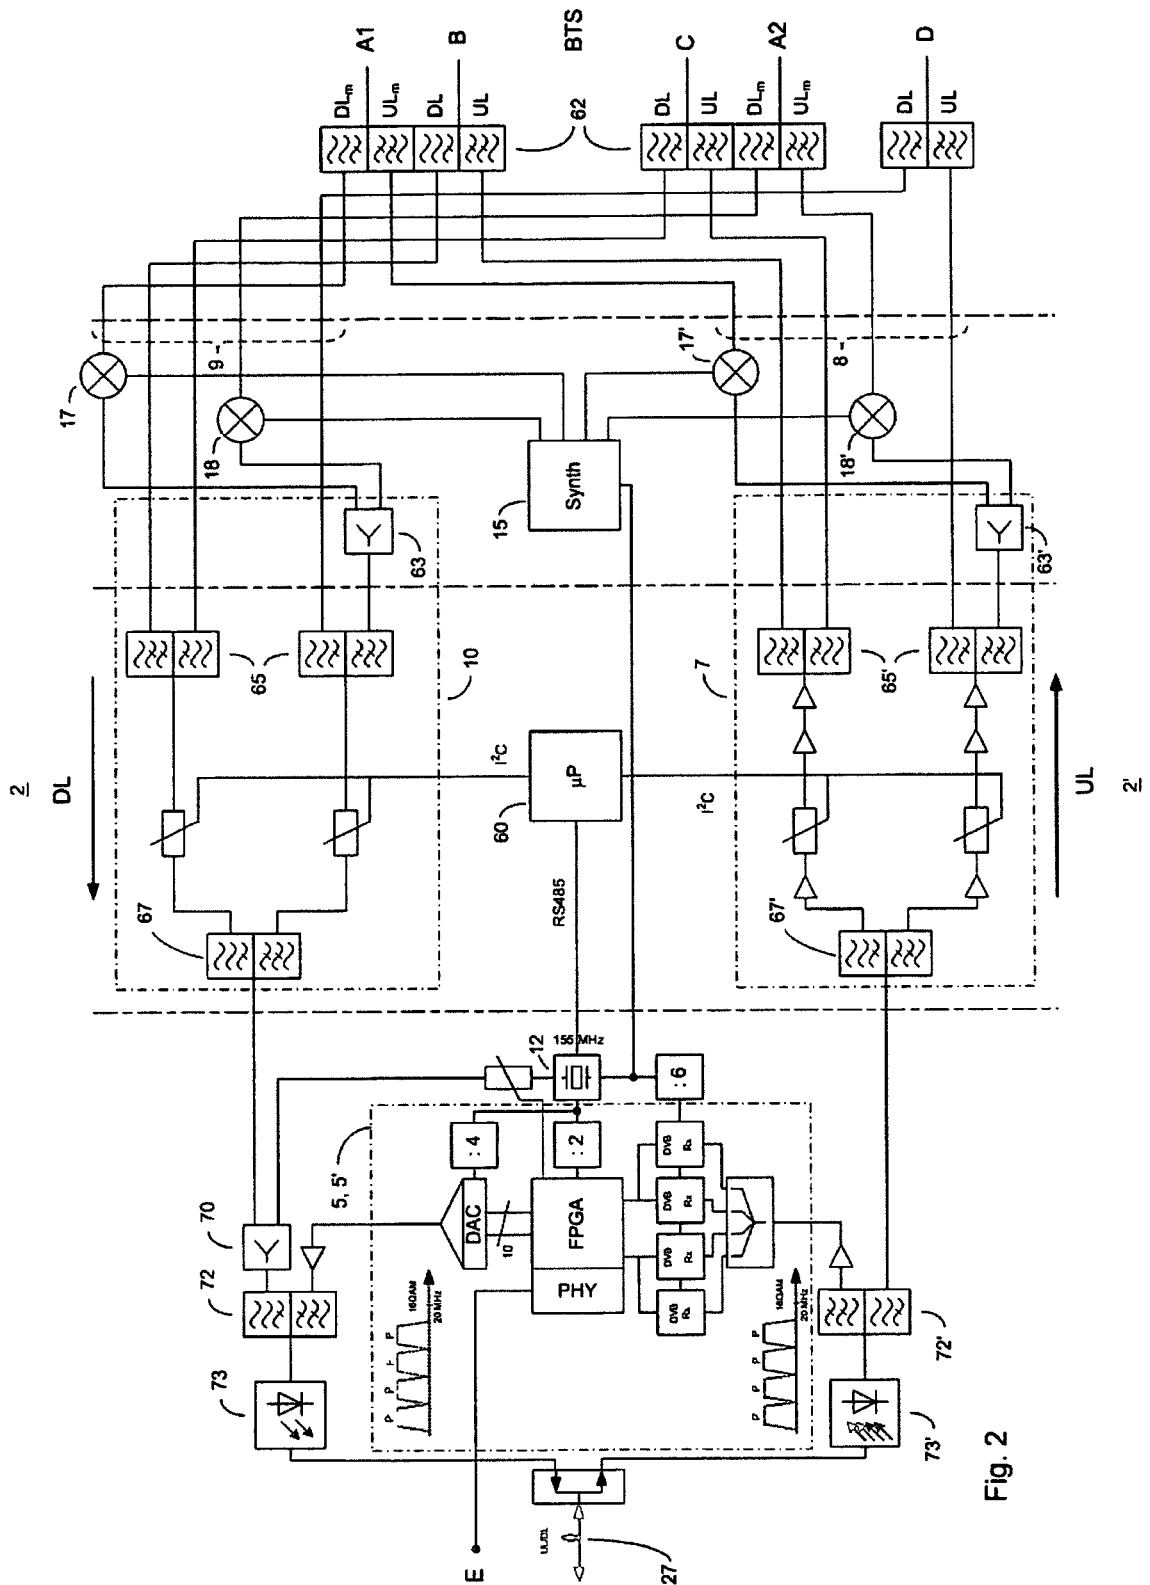 A1
B
BTS
C
A2
D
DLm
ULm
DL
UL
62
DL
UL
DLm
ULm
DL
UL
9
8
17
18
17'
18'
15
Synth
63
63'
2
DL
65
10
I²C
60
µP
I²C
7
65'
UL
2'
67
RS485
67'
12
155 MHz
: 6
5, 5'
: 4
: 2
DVB Rx
DVB Rx
DVB Rx
DVB Rx
70
72
DAC
10
FPGA
PHY
16QAM
20 MHz
P
P
P
16QAM
20 MHz
P
P
P
P
72'
73
73'
UL/DL
27
E
Fig. 2